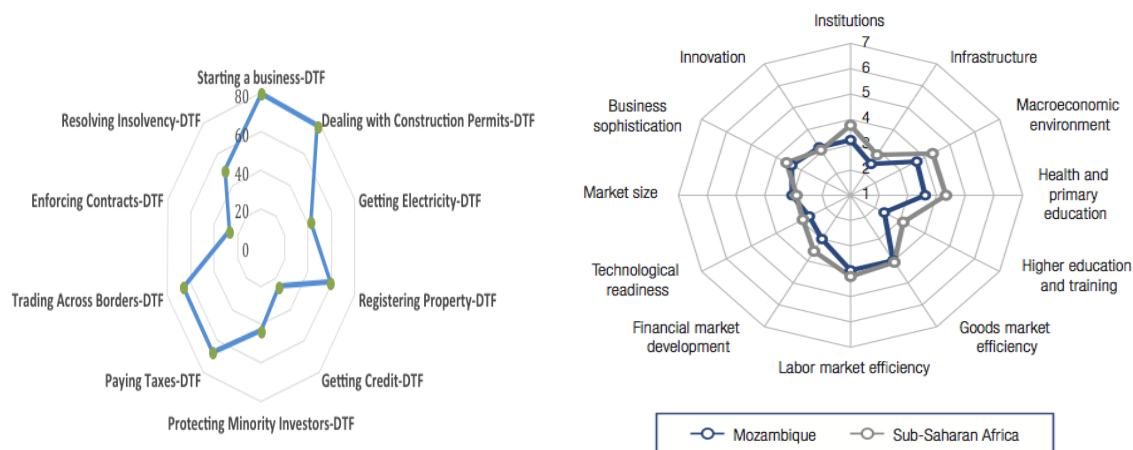 Starting a business-DTF
80
Resolving Insolvency-DTF
Dealing with Construction Permits-DTF
60
40
Enforcing Contracts-DTF
Getting Electricity-DTF
20
0
Trading Across Borders-DTF
Registering Property-DTF
Paying Taxes-DTF
Getting Credit-DTF
Protecting Minority Investors-DTF
Institutions
7
Innovation
Infrastructure
6
5
Business
sophistication
Macroeconomic
environment
4
3
2
Market size
1
Health and
primary
education
Technological
readiness
Higher education
and training
Financial market
development
Goods market
efficiency
Labor market efficiency
Mozambique
Sub-Saharan Africa